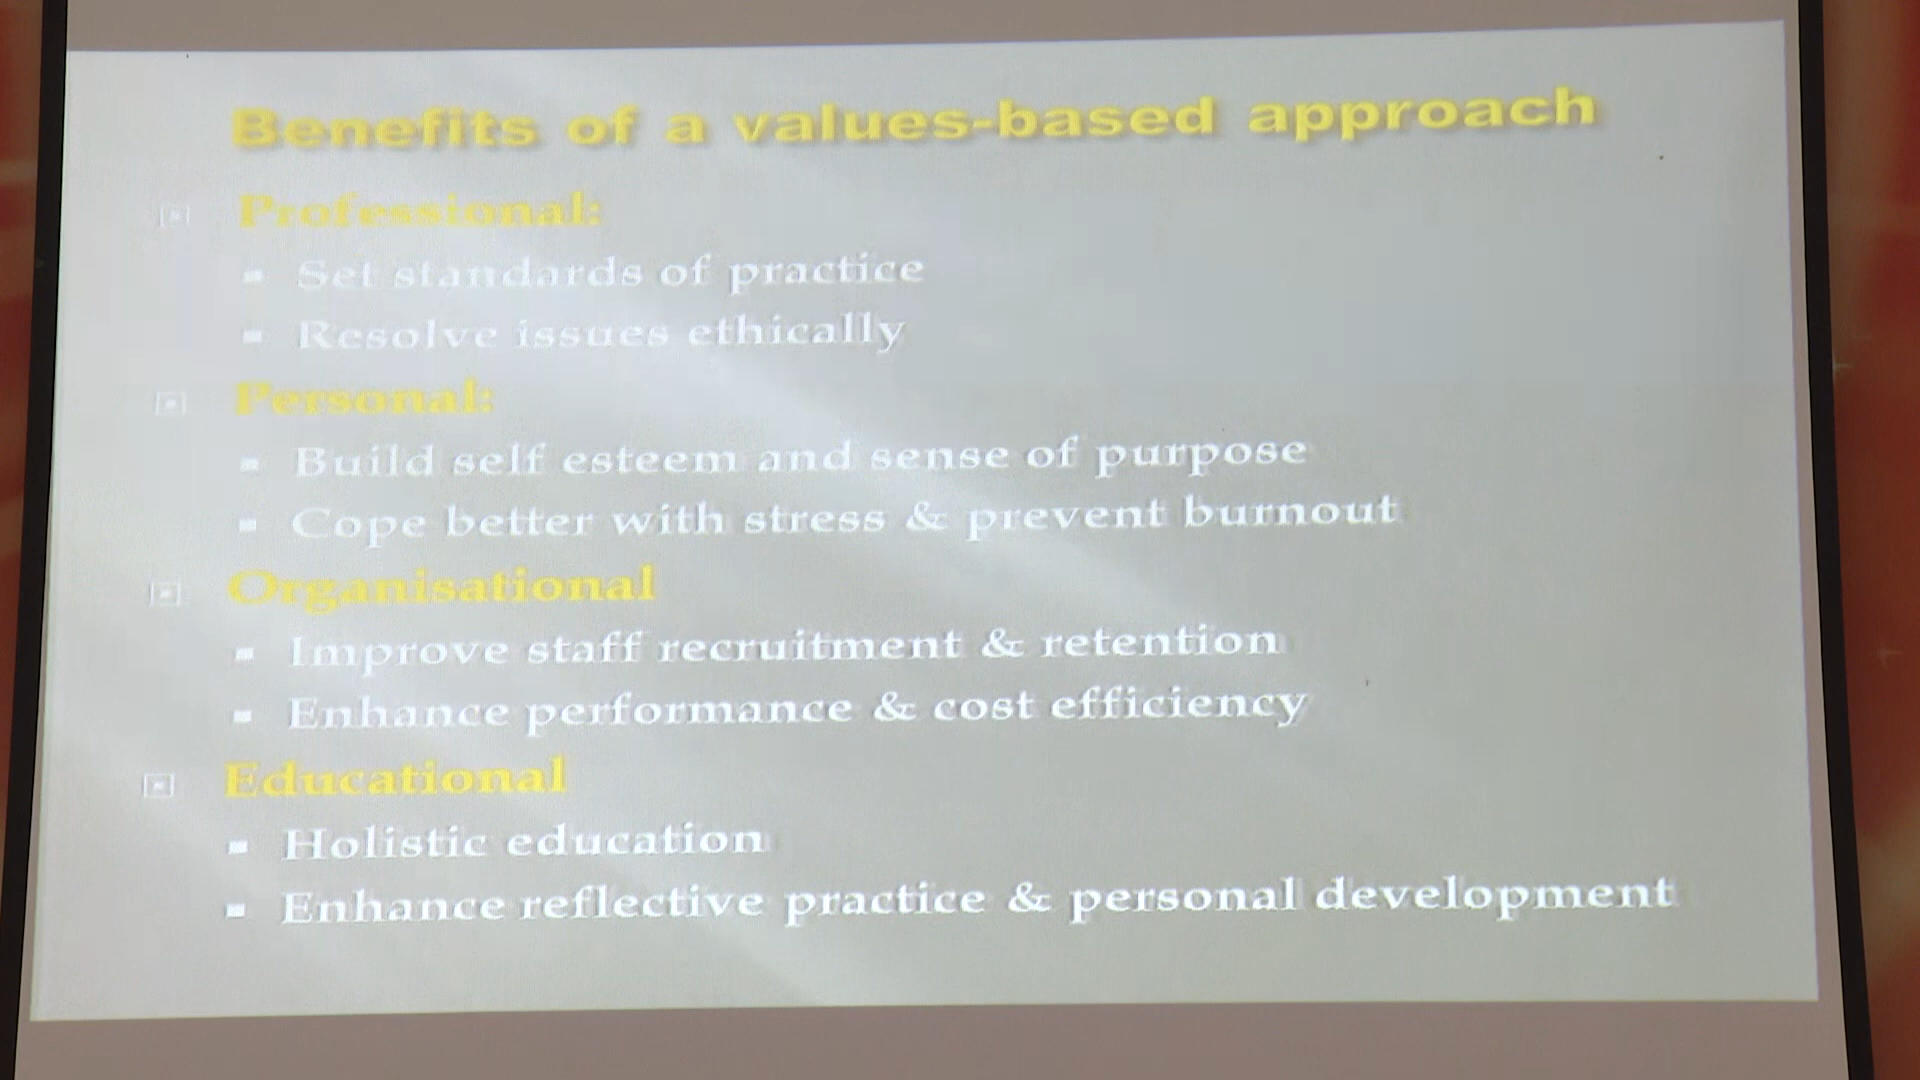 Benefits of a values-based approach
Professional:
Set standards of practice
Resolve issues ethically
Personal:
Build self esteem and sense of purpose
Cope better with stress & prevent burnout
Organisational
Improve staff recruitment & retention
Enhance performance & cost efficiency
Educational
Holistic education
Enhance reflective practice & personal development